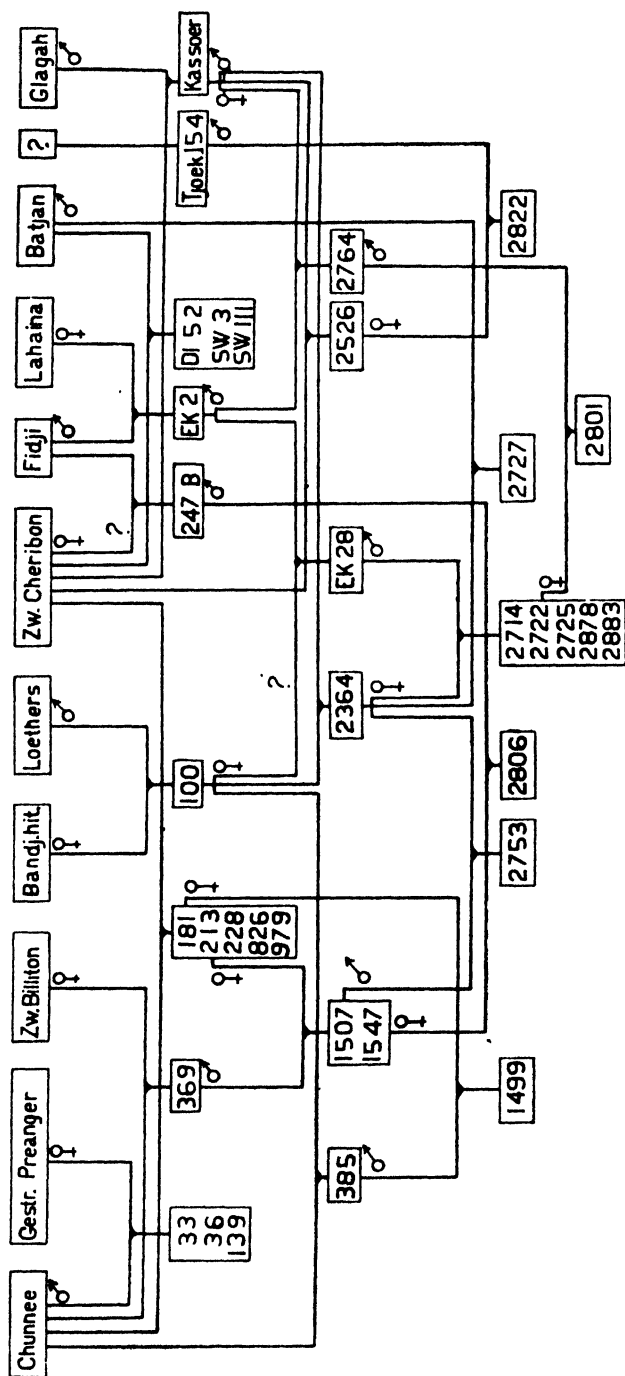 Chunnee
Gestr. Preanger
Zw. Billiton
Bandj. hit.
Loethers
Zw. Cheribon
Fidji
Lahaina
Batjan
?
Glagah
33
36
139
369
181
213
228
826
979
100
?
247 B
EK 2
DI 52
SW 3
SW 111
Tjoek 154
Kassoer
385
1507
1547
2364
?
EK 28
2526
2764
1499
2753
2806
2714
2722
2725
2878
2883
2727
2801
2822